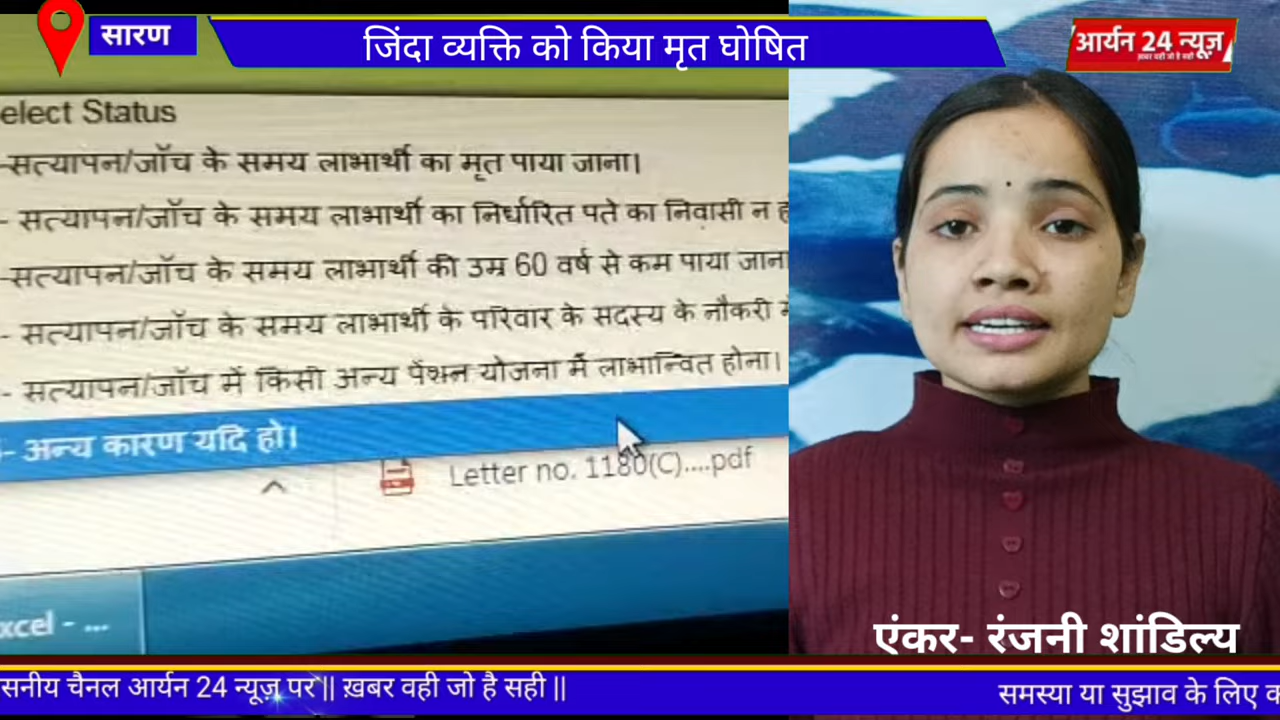 सारण
जिंदा व्यक्ति को किया मृत घोषित
आर्यन 24 न्यूज़
elect Status
-सत्यापन/जॉच के समय लाभार्थी का मृत पाया जाना।
- सत्यापन/जॉच के समय लाभार्थी का निर्धारित पते का निवासी न
-सत्यापन/जॉच के समय लाभार्थी की उम्र 60 वर्ष से कम पाया जाना
- सत्यापन/जॉच के समय लाभार्थी के परिवार के सदस्य के नौकरी
- सत्यापन/जॉच में किसी अन्य पेंशन योजना में लाभान्वित होना।
- अन्य कारण यदि हो।
Letter no. 1180(C)....pdf
xcel - ...
एंकर- रंजनी शांडिल्य
सनीय चैनल आर्यन 24 न्यूज़ पर || ख़बर वही जो है सही ||
समस्या या सुझाव के लिए